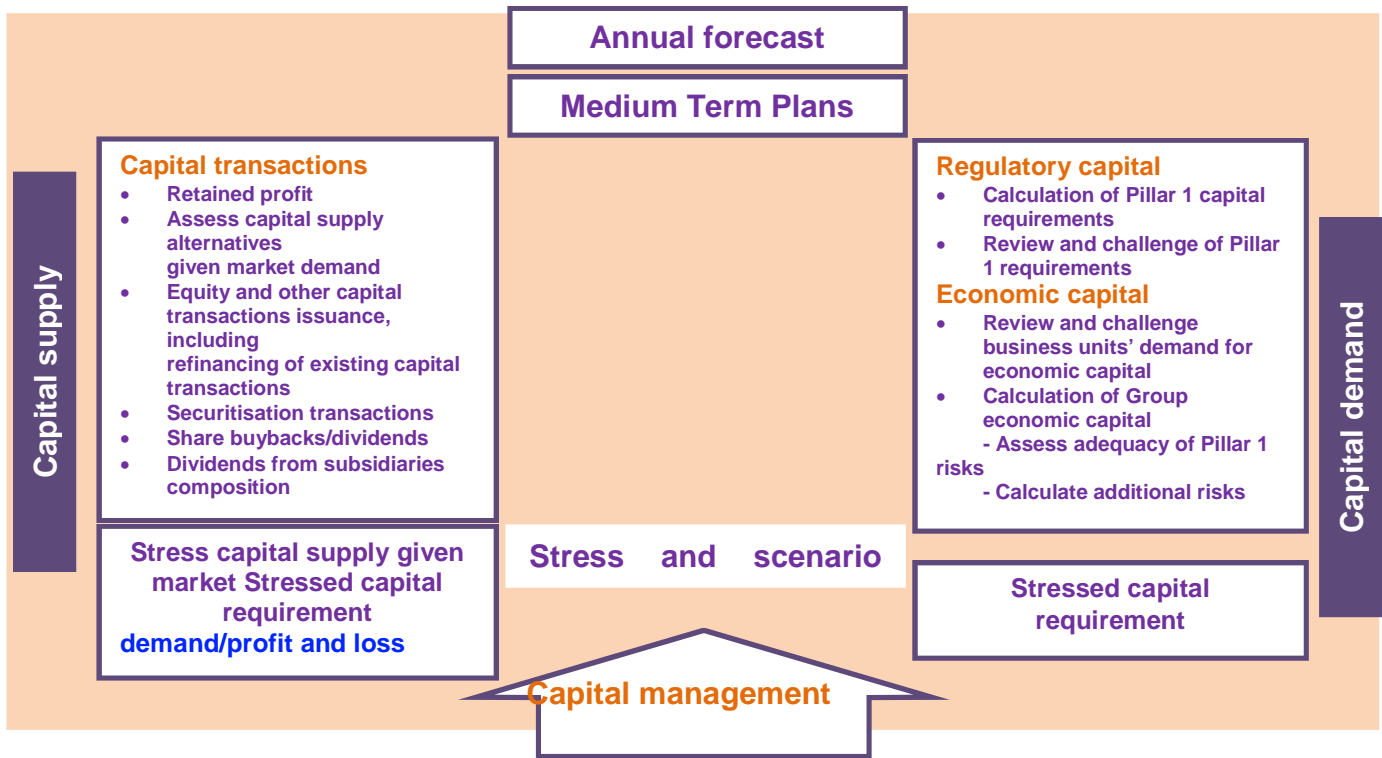 Annual forecast
Medium Term Plans
Capital supply
Capital transactions
• Retained profit
• Assess capital supply
alternatives
given market demand
• Equity and other capital
transactions issuance,
including
refinancing of existing capital
transactions
• Securitisation transactions
• Share buybacks/dividends
• Dividends from subsidiaries
composition
Stress capital supply given
market Stressed capital
requirement
demand/profit and loss
Stress and scenario
Capital management
Regulatory capital
• Calculation of Pillar 1 capital
requirements
• Review and challenge of Pillar
1 requirements
Economic capital
• Review and challenge
business units’ demand for
economic capital
• Calculation of Group
economic capital
- Assess adequacy of Pillar 1
risks
- Calculate additional risks
Stressed capital
requirement
Capital demand